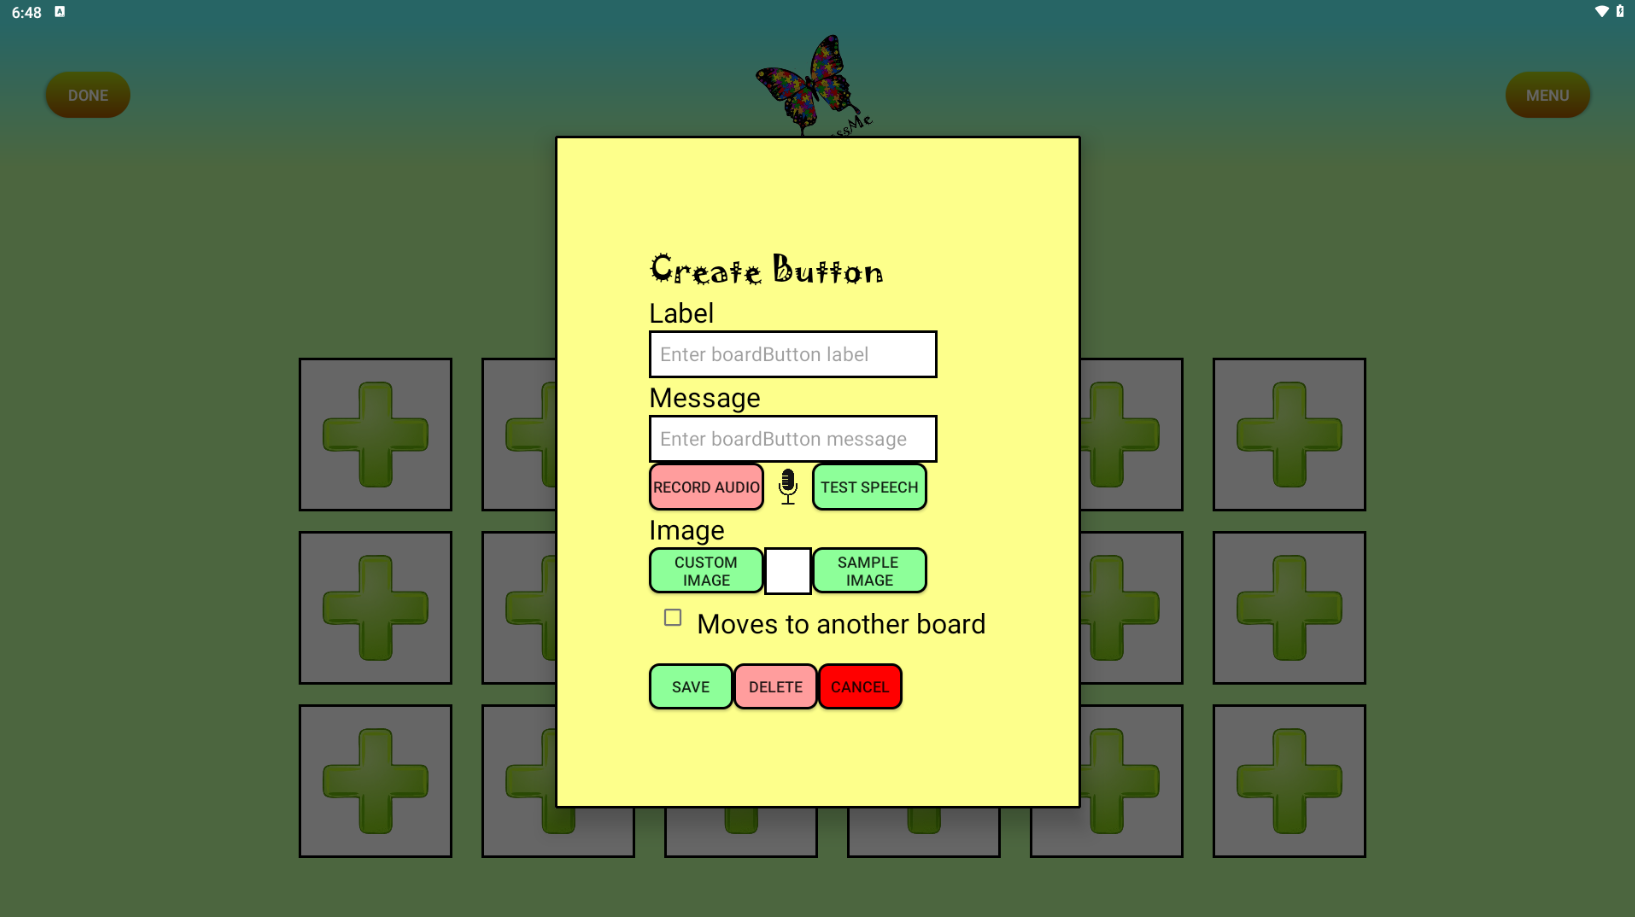 6:48
DONE
MENU
Create Button
Label
Enter boardButton label
Message
Enter boardButton message
RECORD AUDIO
TEST SPEECH
Image
CUSTOM
IMAGE
SAMPLE
IMAGE
Moves to another board
SAVE
DELETE
CANCEL